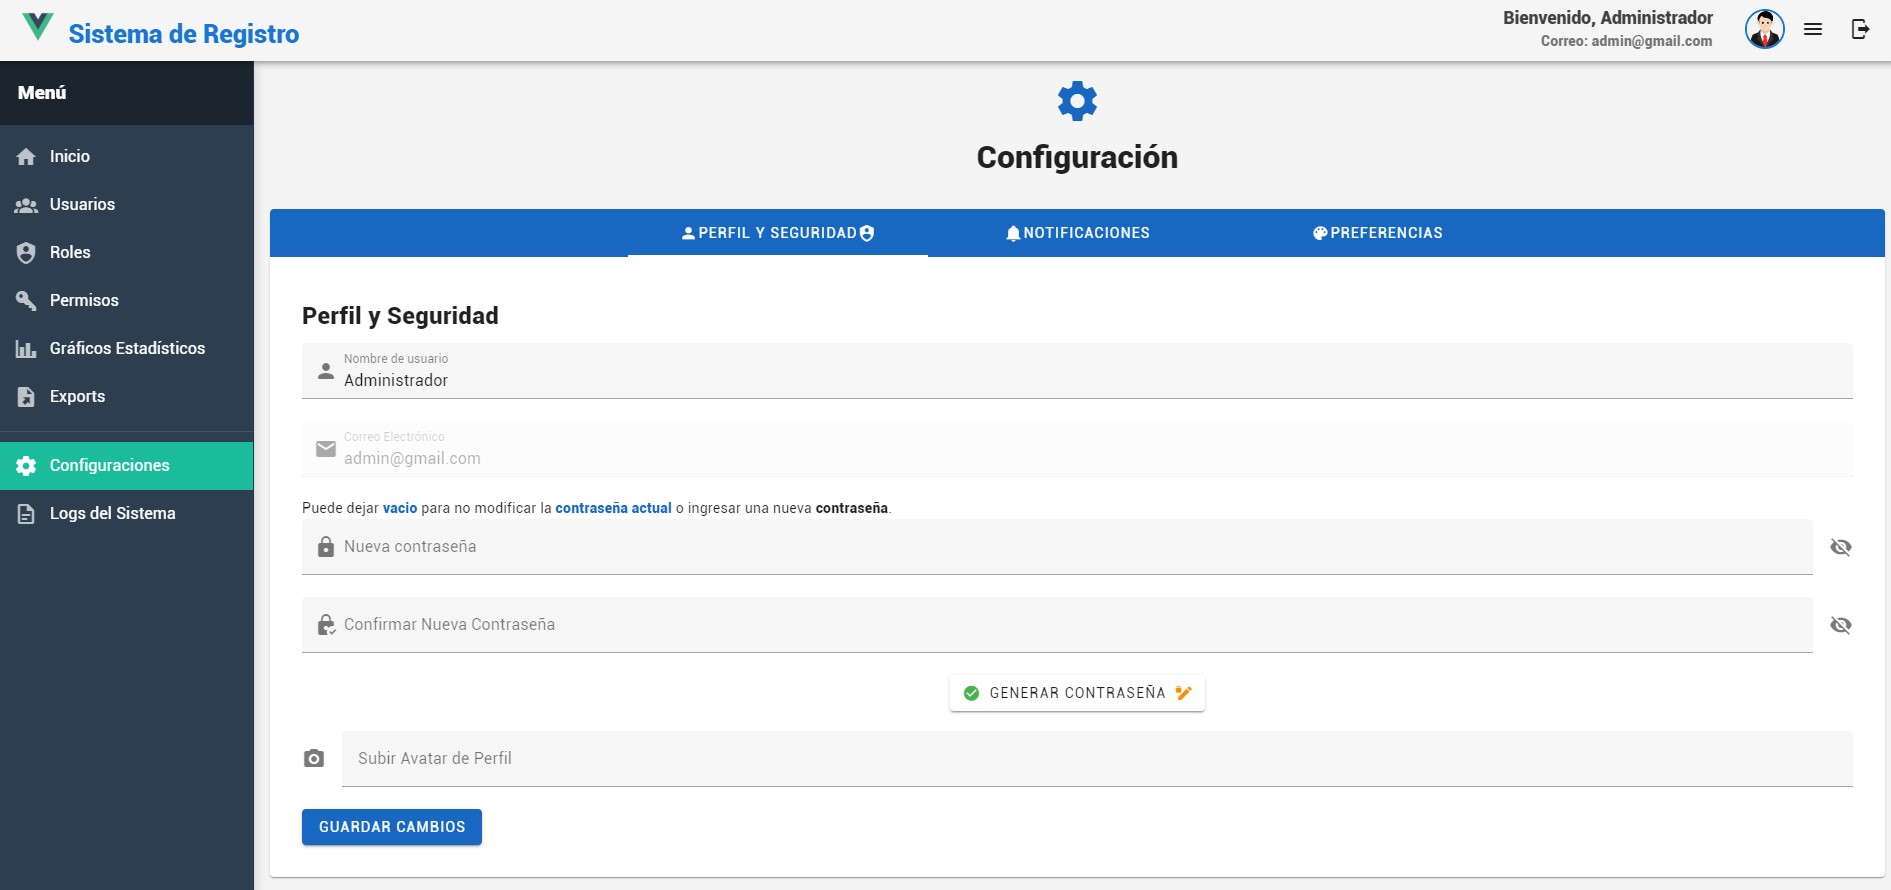 Sistema de Registro
Bienvenido, Administrador
Correo: admin@gmail.com
Menú
Inicio
Usuarios
Roles
Permisos
Gráficos Estadísticos
Exports
Configuraciones
Logs del Sistema
Configuración
PERFIL Y SEGURIDAD
NOTIFICACIONES
PREFERENCIAS
Perfil y Seguridad
Nombre de usuario
Administrador
Correo Electrónico
admin@gmail.com
Puede dejar vacio para no modificar la contraseña actual o ingresar una nueva contraseña.
Nueva contraseña
Confirmar Nueva Contraseña
GENERAR CONTRASEÑA
Subir Avatar de Perfil
GUARDAR CAMBIOS